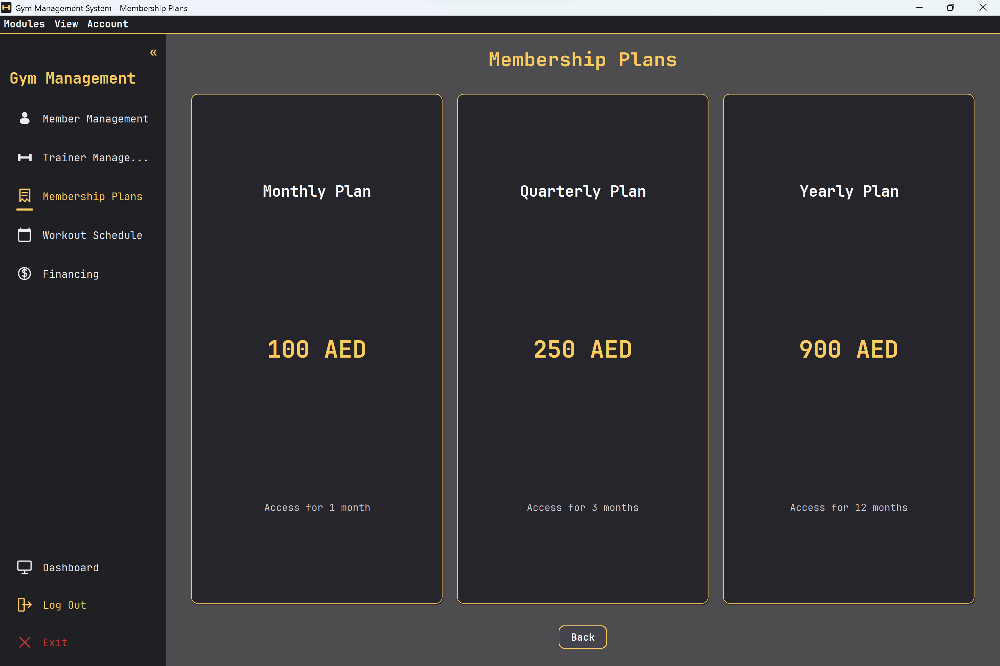 Gym Management System - Membership Plans
Modules View Account
«
Gym Management
Member Management
Trainer Manage...
Membership Plans
Workout Schedule
Financing
Dashboard
Log Out
Exit
Membership Plans
Monthly Plan
100 AED
Access for 1 month
Quarterly Plan
250 AED
Access for 3 months
Yearly Plan
900 AED
Access for 12 months
Back